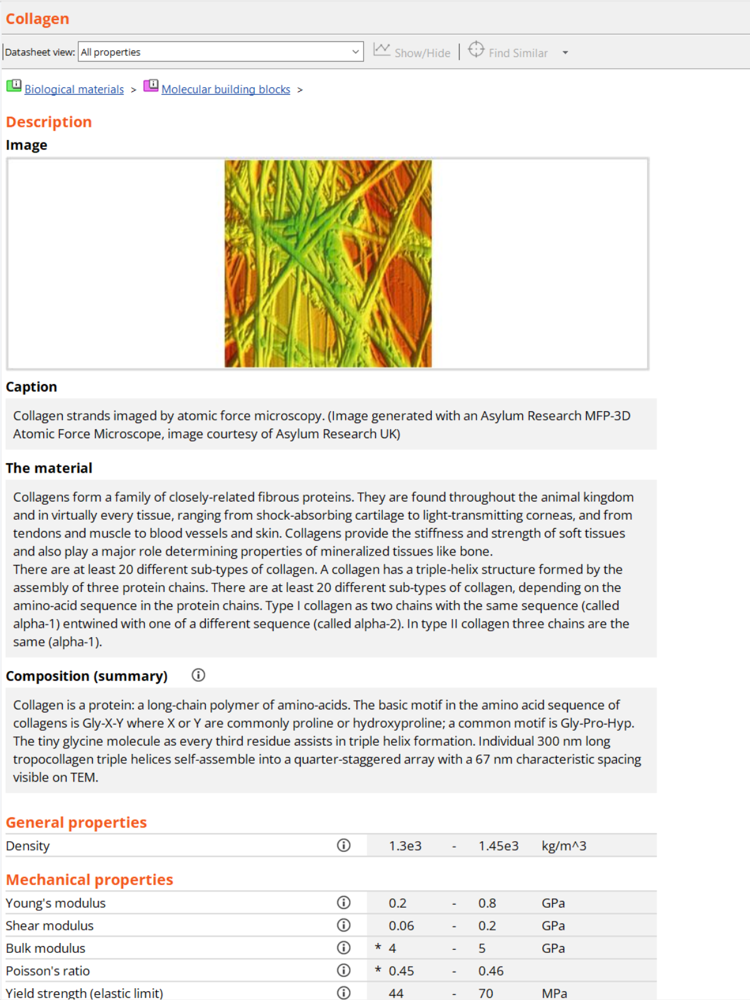 Collagen
Datasheet view: All properties Show/Hide Find Similar
Biological materials > Molecular building blocks >
Description
Image
Caption
Collagen strands imaged by atomic force microscopy. (Image generated with an Asylum Research MFP-3D
Atomic Force Microscope, image courtesy of Asylum Research UK)
The material
Collagens form a family of closely-related fibrous proteins. They are found throughout the animal kingdom
and in virtually every tissue, ranging from shock-absorbing cartilage to light-transmitting corneas, and from
tendons and muscle to blood vessels and skin. Collagens provide the stiffness and strength of soft tissues
and also play a major role determining properties of mineralized tissues like bone.
There are at least 20 different sub-types of collagen. A collagen has a triple-helix structure formed by the
assembly of three protein chains. There are at least 20 different sub-types of collagen, depending on the
amino-acid sequence in the protein chains. Type I collagen as two chains with the same sequence (called
alpha-1) entwined with one of a different sequence (called alpha-2). In type II collagen three chains are the
same (alpha-1).
Composition (summary)
Collagen is a protein: a long-chain polymer of amino-acids. The basic motif in the amino acid sequence of
collagens is Gly-X-Y where X or Y are commonly proline or hydroxyproline; a common motif is Gly-Pro-Hyp.
The tiny glycine molecule as every third residue assists in triple helix formation. Individual 300 nm long
tropocollagen triple helices self-assemble into a quarter-staggered array with a 67 nm characteristic spacing
visible on TEM.
General properties
Density 1.3e3 - 1.45e3 kg/m^3
Mechanical properties
Young's modulus 0.2 - 0.8 GPa
Shear modulus 0.06 - 0.2 GPa
Bulk modulus * 4 - 5 GPa
Poisson's ratio * 0.45 - 0.46
Yield strength (elastic limit) 44 - 70 MPa